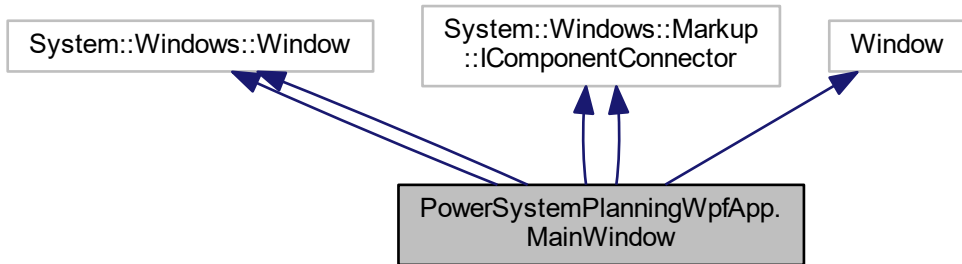 System::Windows::Window
System::Windows::Markup
::IComponentConnector
Window
PowerSystemPlanningWpfApp.
MainWindow